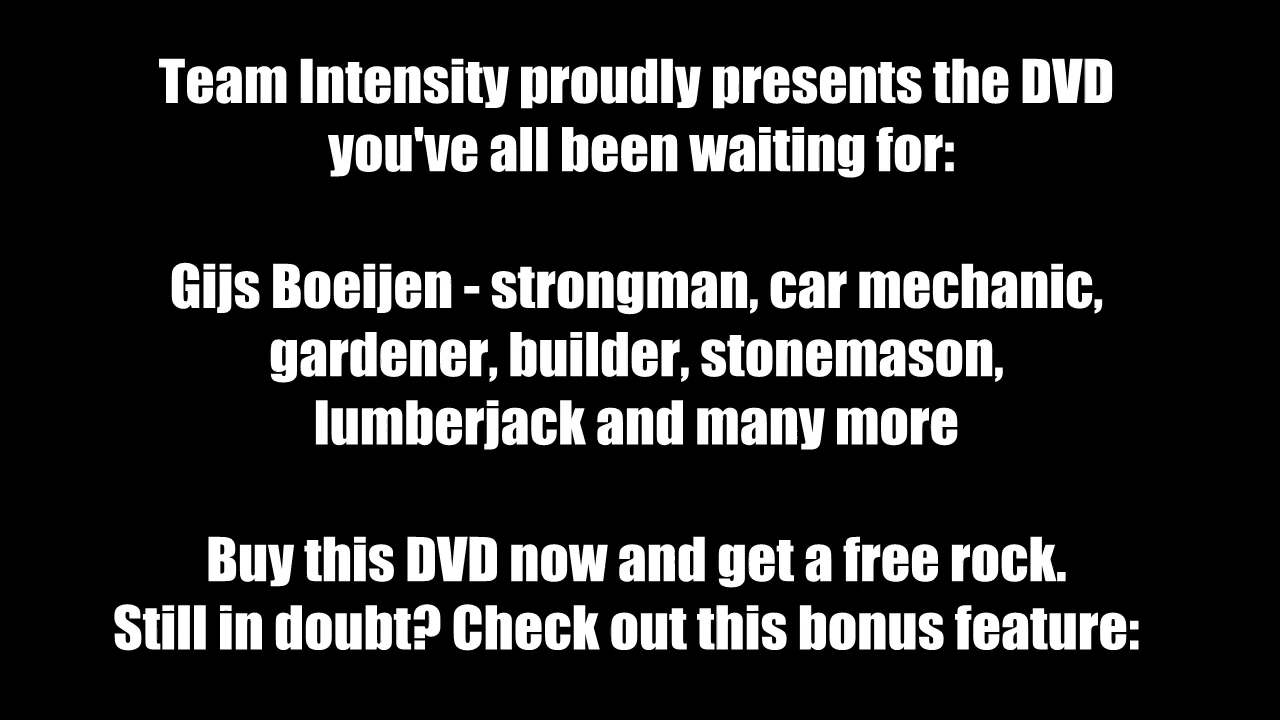 Team Intensity proudly presents the DVD
you've all been waiting for:
Gijs Boeijen - strongman, car mechanic,
gardener, builder, stonemason,
lumberjack and many more
Buy this DVD now and get a free rock.
Still in doubt? Check out this bonus feature: